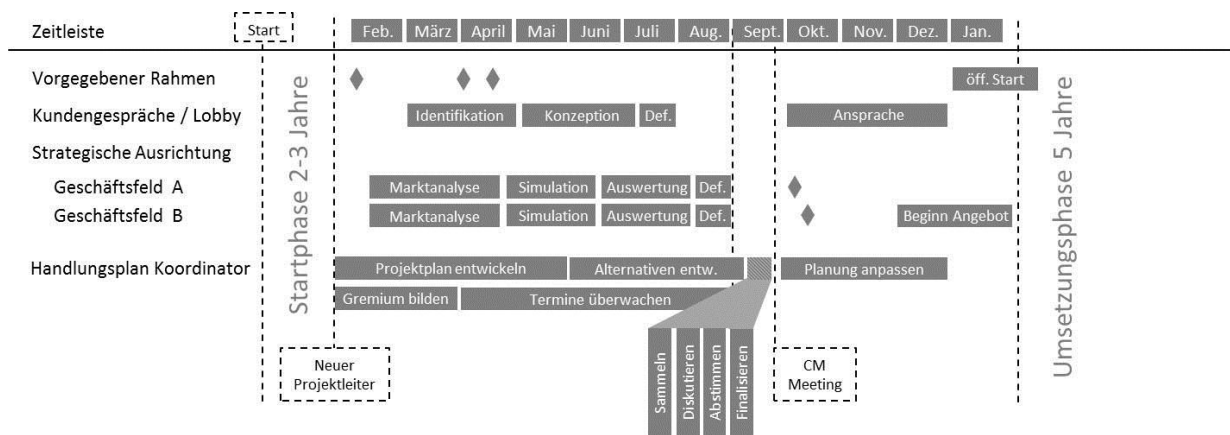 Zeitleiste Start Feb. März April Mai Juni Juli Aug. Sept. Okt. Nov. Dez. Jan.
Vorgegebener Rahmen öff. Start
Kundengespräche / Lobby Identifikation Konzeption Def. Ansprache
Strategische Ausrichtung
Geschäftsfeld A Marktanalyse Simulation Auswertung Def.
Geschäftsfeld B Marktanalyse Simulation Auswertung Def. Beginn Angebot
Handlungsplan Koordinator Projektplan entwickeln Alternativen entw. Planung anpassen
Gremium bilden Termine überwachen
Startphase 2-3 Jahre
Umsetzungsphase 5 Jahre
Neuer
Projektleiter
Sammeln
Diskutieren
Abstimmen
Finalisieren
CM
Meeting